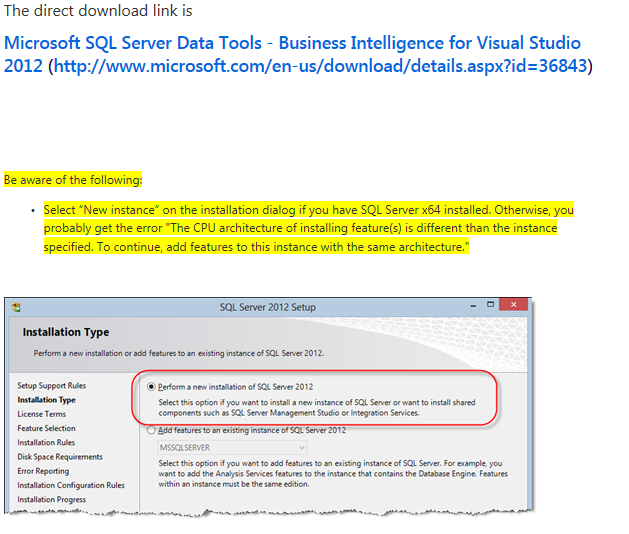 The direct download link is
Microsoft SQL Server Data Tools - Business Intelligence for Visual Studio
2012 (http://www.microsoft.com/en-us/download/details.aspx?id=36843)
Be aware of the following:
• Select “New instance” on the installation dialog if you have SQL Server x64 installed. Otherwise, you
probably get the error "The CPU architecture of installing feature(s) is different than the instance
specified. To continue, add features to this instance with the same architecture."
SQL Server 2012 Setup
Installation Type
Perform a new installation or add features to an existing instance of SQL Server 2012.
Setup Support Rules
Installation Type
License Terms
Feature Selection
Installation Rules
Disk Space Requirements
Error Reporting
Installation Configuration Rules
Installation Progress
Perform a new installation of SQL Server 2012
Select this option if you want to install a new instance of SQL Server or want to install shared
components such as SQL Server Management Studio or Integration Services.
Add features to an existing instance of SQL Server 2012
MSSQLSERVER
Select this option if you want to add features to an existing instance of SQL Server. For example, you
want to add the Analysis Services features to the instance that contains the Database Engine. Features
within an instance must be the same edition.